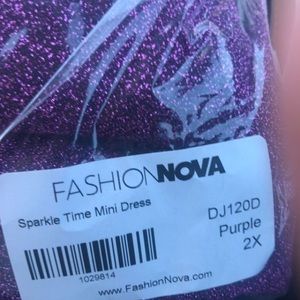 FASHIONNOVA
Sparkle Time Mini Dress
DJ120D
Purple
2X
1029814
www.FashionNova.com